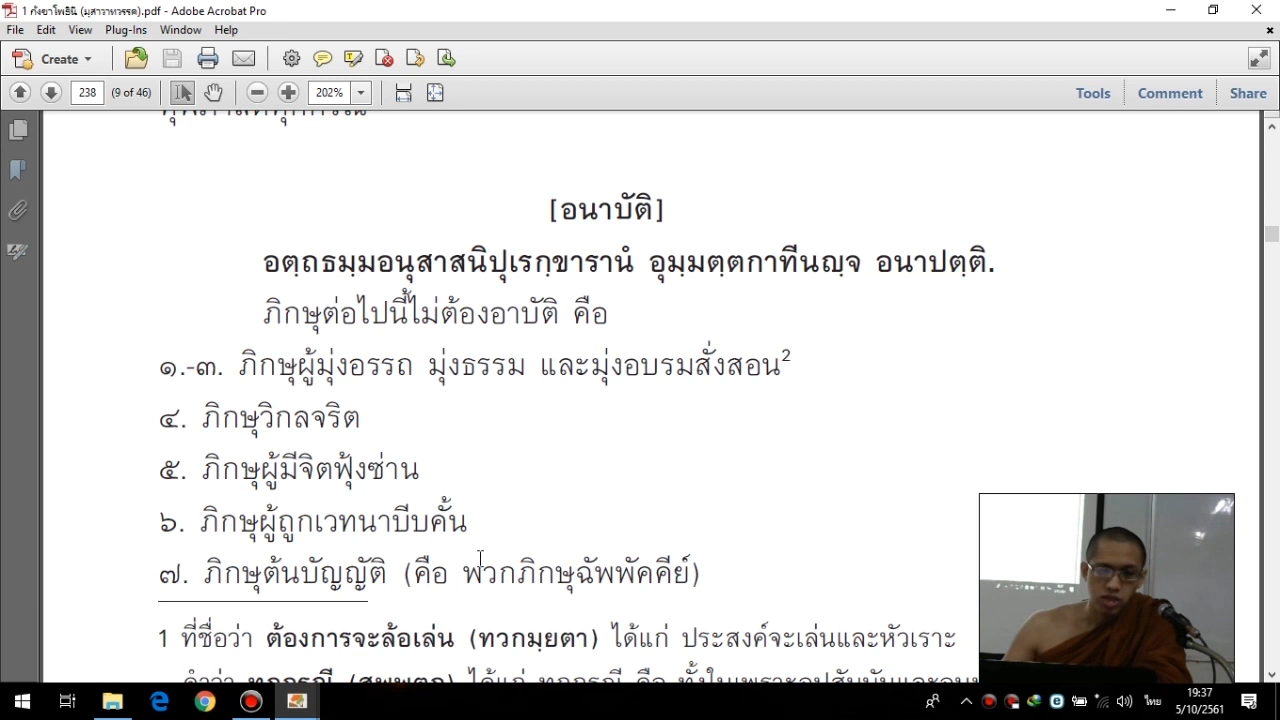 1 กังขาโพธินี (มุสาวาทวรรค).pdf - Adobe Acrobat Pro
File Edit View Plug-Ins Window Help
Create
238 (9 of 46) 202% Tools Comment Share
[อนาบัติ]
อตฺถธมฺมอนุสาสนิปุเรกฺขารานํ อุมฺมตฺตกาทีนญฺจ อนาปตฺติ.
ภิกษุต่อไปนี้ไม่ต้องอาบัติ คือ
๑.-๓. ภิกษุผู้มุ่งอรรถ มุ่งธรรม และมุ่งอบรมสั่งสอน2
๔. ภิกษุวิกลจริต
๕. ภิกษุผู้มีจิตฟุ้งซ่าน
๖. ภิกษุผู้ถูกเวทนาบีบคั้น
๗. ภิกษุต้นบัญญัติ (คือ พวกภิกษุฉัพพัคคีย์)
1 ที่ชื่อว่า ต้องการจะล้อเล่น (ทวกมฺยตา) ได้แก่ ประสงค์จะเล่นและหัวเราะ
ไทย
19:37
5/10/2561